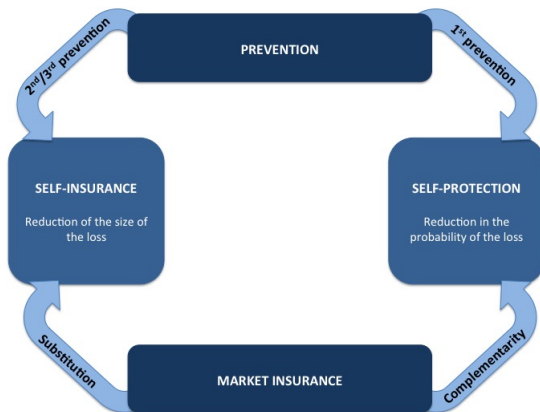 PREVENTION
2nd/3rd prevention
1st prevention
SELF-INSURANCE
Reduction of the size of
the loss
SELF-PROTECTION
Reduction in the
probability of the loss
Substitution
Complementarity
MARKET INSURANCE